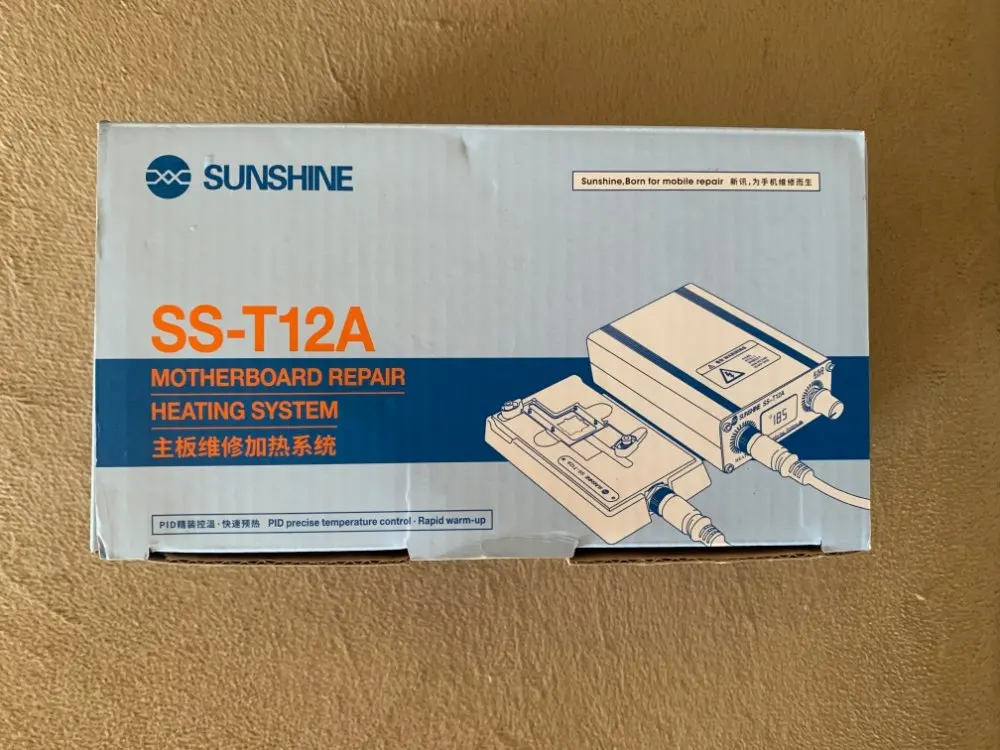 SUNSHINE
Sunshine,Born for mobile repair 新讯,为手机维修而生
SS-T12A
MOTHERBOARD REPAIR
HEATING SYSTEM
主板维修加热系统
WARNING
SUNSHINE SS-T12A
185
PID精装控温·快速预热 PID precise temperature control · Rapid warm-up